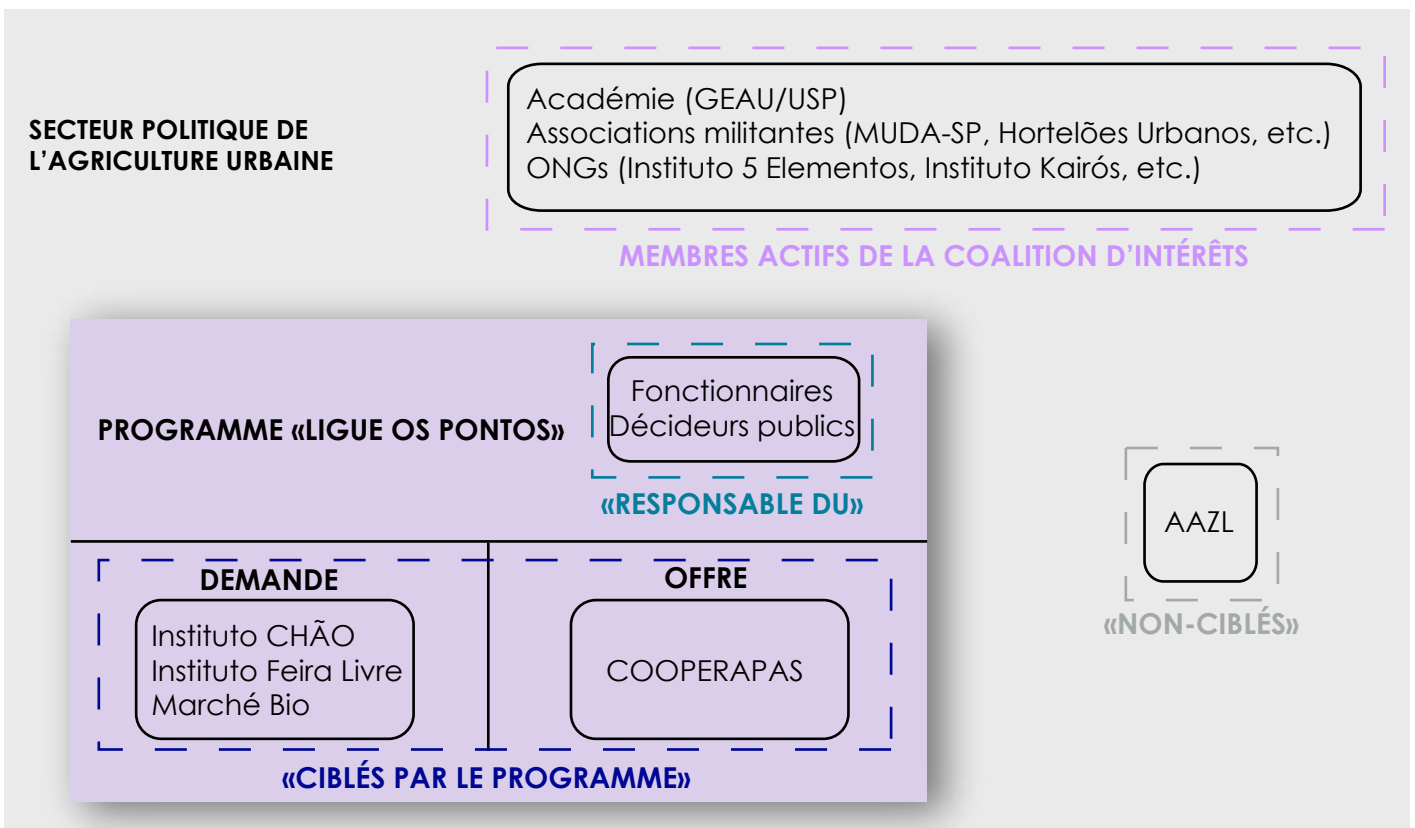 SECTEUR POLITIQUE DE
L’AGRICULTURE URBAINE
Académie (GEAU/USP)
Associations militantes (MUDA-SP, Hortelões Urbanos, etc.)
ONGs (Instituto 5 Elementos, Instituto Kairós, etc.)
MEMBRES ACTIFS DE LA COALITION D’INTÉRÊTS
PROGRAMME «LIGUE OS PONTOS»
Fonctionnaires
Décideurs publics
«RESPONSABLE DU»
DEMANDE
Instituto CHÃO
Instituto Feira Livre
Marché Bio
OFFRE
COOPERAPAS
«CIBLÉS PAR LE PROGRAMME»
AAZL
«NON-CIBLÉS»